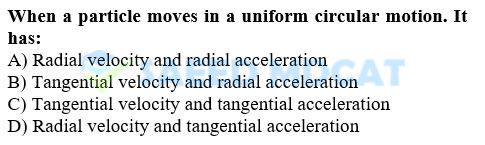 When a particle moves in a uniform circular motion. It
has:
A) Radial velocity and radial acceleration
B) Tangential velocity and radial acceleration
C) Tangential velocity and tangential acceleration
D) Radial velocity and tangential acceleration